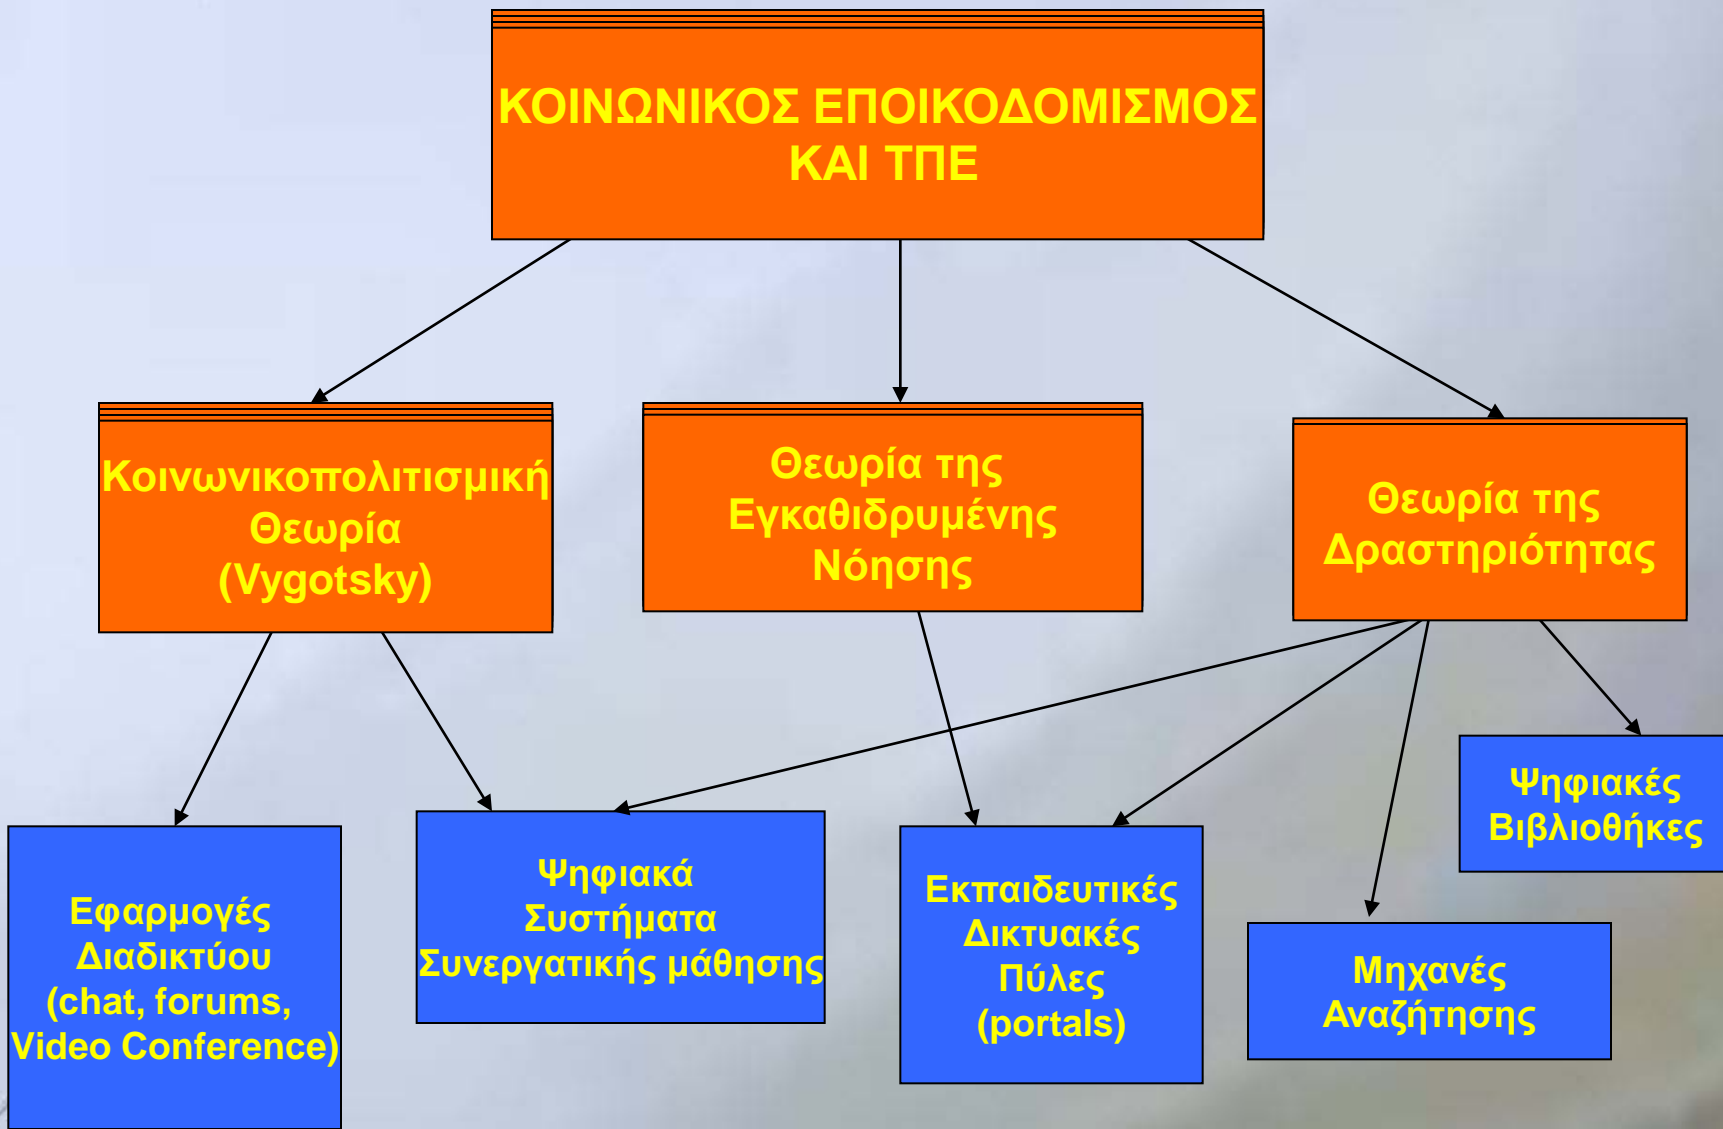 ΚΟΙΝΩΝΙΚΟΣ ΕΠΟΙΚΟΔΟΜΙΣΜΟΣ
ΚΑΙ ΤΠΕ
Κοινωνικοπολιτισμική
Θεωρία
(Vygotsky)
Θεωρία της
Εγκαθιδρυμένης
Νόησης
Θεωρία της
Δραστηριότητας
Εφαρμογές
Διαδικτύου
(chat, forums,
Video Conference)
Ψηφιακά
Συστήματα
Συνεργατικής μάθησης
Εκπαιδευτικές
Δικτυακές
Πύλες
(portals)
Μηχανές
Αναζήτησης
Ψηφιακές
Βιβλιοθήκες